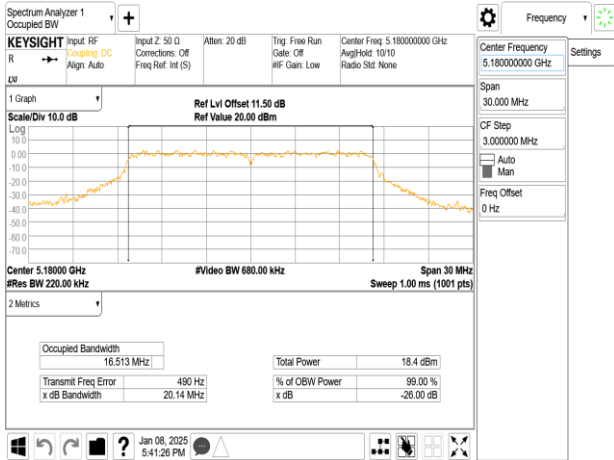 Spectrum Analyzer 1
Occupied BW
Frequency
KEYSIGHT
R
Input: RF
Coupling: DC
Align: Auto
Input Z: 50 Ω
Corrections: Off
Freq Ref: Int (S)
Atten: 20 dB
Trig: Free Run
Gate: Off
#IF Gain: Low
Center Freq: 5.180000000 GHz
Avg|Hold: 10/10
Radio Std: None
Center Frequency
5.180000000 GHz
Settings
Span
30.000 MHz
CF Step
3.000000 MHz
Auto
Man
Freq Offset
0 Hz
1 Graph
Scale/Div 10.0 dB
Ref Lvl Offset 11.50 dB
Ref Value 20.00 dBm
Log
10.0
0.00
-10.0
-20.0
-30.0
-40.0
-50.0
-60.0
-70.0
Center 5.18000 GHz
#Video BW 680.00 kHz
Span 30 MHz
#Res BW 220.00 kHz
Sweep 1.00 ms (1001 pts)
2 Metrics
Occupied Bandwidth
16.513 MHz
Total Power 18.4 dBm
Transmit Freq Error 490 Hz
% of OBW Power 99.00 %
x dB Bandwidth 20.14 MHz
x dB -26.00 dB
?
Jan 08, 2025
5:41:26 PM